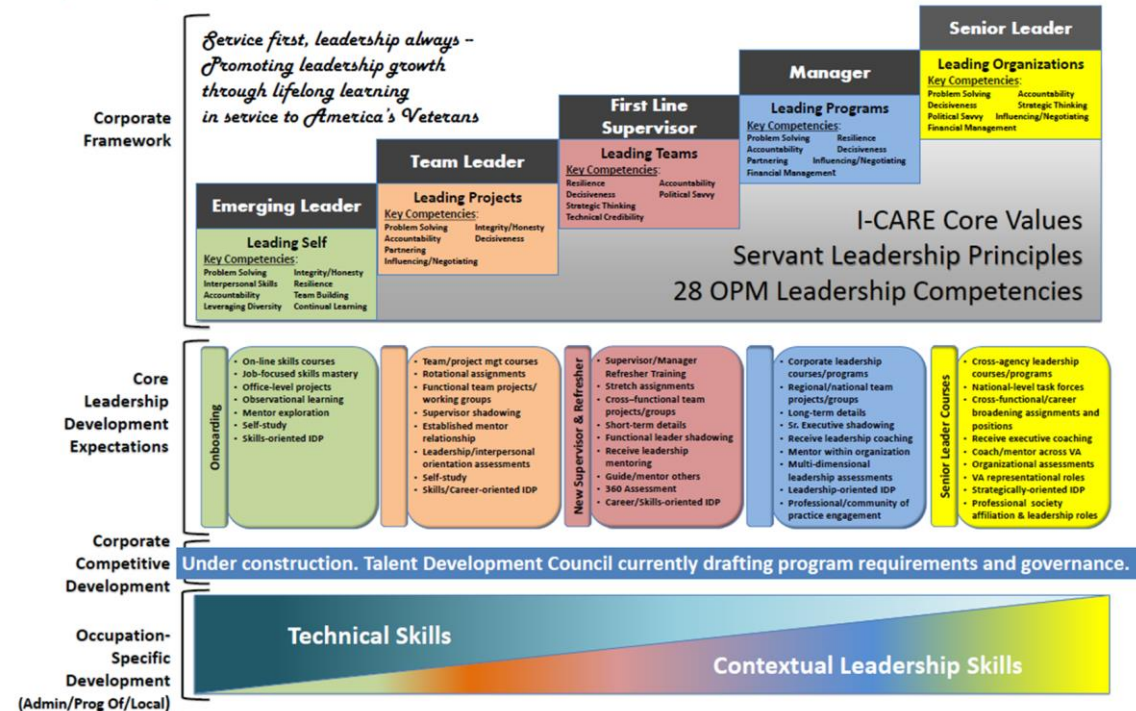 Service first, leadership always –
Promoting leadership growth
through lifelong learning
in service to America's Veterans
Corporate
Framework
Emerging Leader
Leading Self
Key Competencies:
Problem Solving Integrity/Honesty
Interpersonal Skills Resilience
Accountability Team Building
Leveraging Diversity Continual Learning
Team Leader
Leading Projects
Key Competencies:
Problem Solving Integrity/Honesty
Accountability Decisiveness
Partnering
Influencing/Negotiating
First Line
Supervisor
Leading Teams
Key Competencies:
Resilience Accountability
Decisiveness Political Savvy
Strategic Thinking
Technical Credibility
Manager
Leading Programs
Key Competencies:
Problem Solving Resilience
Accountability Decisiveness
Partnering Influencing/Negotiating
Financial Management
Senior Leader
Leading Organizations
Key Competencies:
Problem Solving Accountability
Decisiveness Strategic Thinking
Political Savvy Influencing/Negotiating
Financial Management
I-CARE Core Values
Servant Leadership Principles
28 OPM Leadership Competencies
Core
Leadership
Development
Expectations
Onboarding
• On-line skills courses
• Job-focused skills mastery
• Office-level projects
• Observational learning
• Mentor exploration
• Self-study
• Skills-oriented IDP
• Team/project mgt courses
• Rotational assignments
• Functional team projects/
working groups
• Supervisor shadowing
• Established mentor
relationship
• Leadership/interpersonal
orientation assessments
• Self-study
• Skills/Career-oriented IDP
New Supervisor & Refresher
• Supervisor/Manager
Refresher Training
• Stretch assignments
• Cross–functional team
projects/groups
• Short-term details
• Functional leader shadowing
• Receive leadership
mentoring
• Guide/mentor others
• 360 Assessment
• Career/Skills-oriented IDP
• Corporate leadership
courses/programs
• Regional/national team
projects/groups
• Long-term details
• Sr. Executive shadowing
• Receive leadership coaching
• Mentor within organization
• Multi-dimensional
leadership assessments
• Leadership-oriented IDP
• Professional/community of
practice engagement
Senior Leader Courses
• Cross-agency leadership
courses/programs
• National-level task forces
• Cross-functional/career
broadening assignments and
positions
• Receive executive coaching
• Coach/mentor across VA
• Organizational assessments
• VA representational roles
• Strategically-oriented IDP
• Professional society
affiliation & leadership roles
Corporate
Competitive
Development
Under construction. Talent Development Council currently drafting program requirements and governance.
Occupation-
Specific
Development
(Admin/Prog Of/Local)
Technical Skills
Contextual Leadership Skills